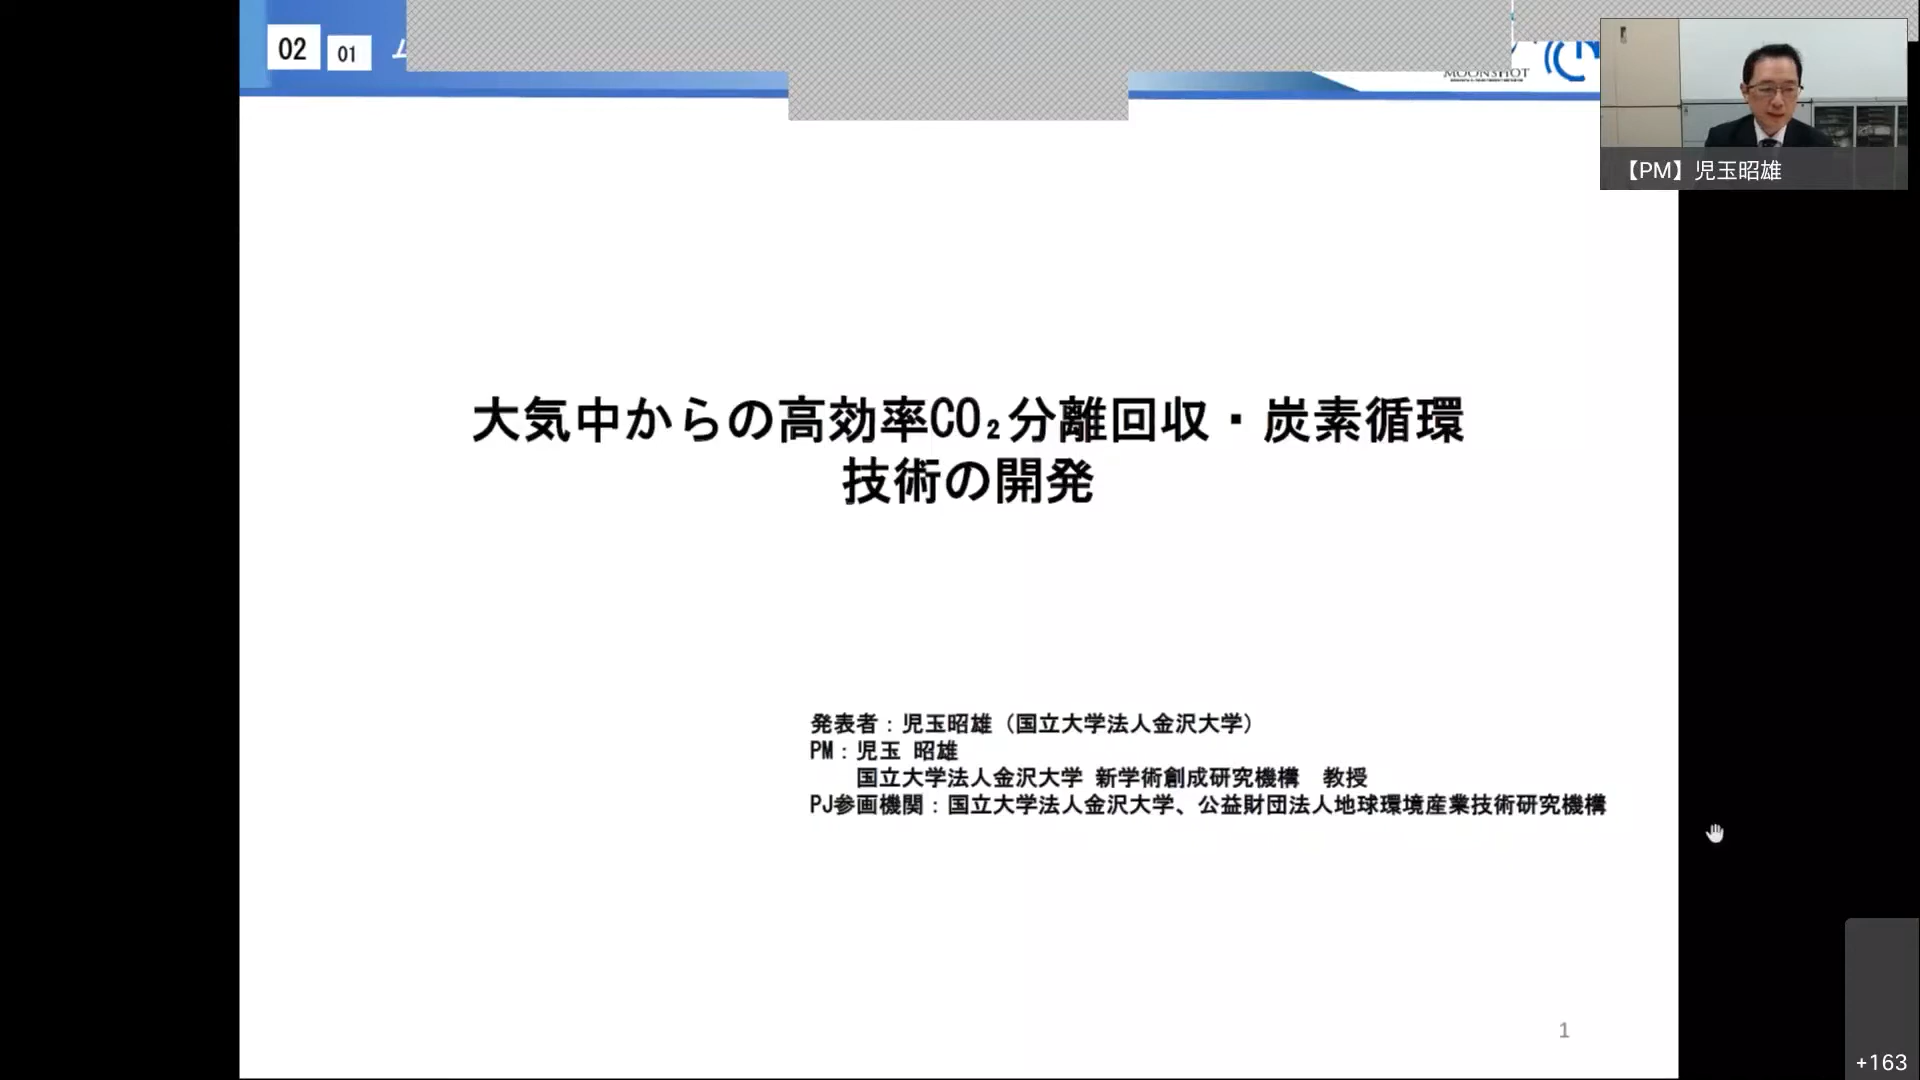 02
01
MOONSHOT
【PM】児玉昭雄
大気中からの高効率CO₂分離回収・炭素循環
技術の開発
発表者：児玉昭雄（国立大学法人金沢大学）
PM：児玉 昭雄
国立大学法人金沢大学 新学術創成研究機構　教授
PJ参画機関：国立大学法人金沢大学、公益財団法人地球環境産業技術研究機構
1
+163